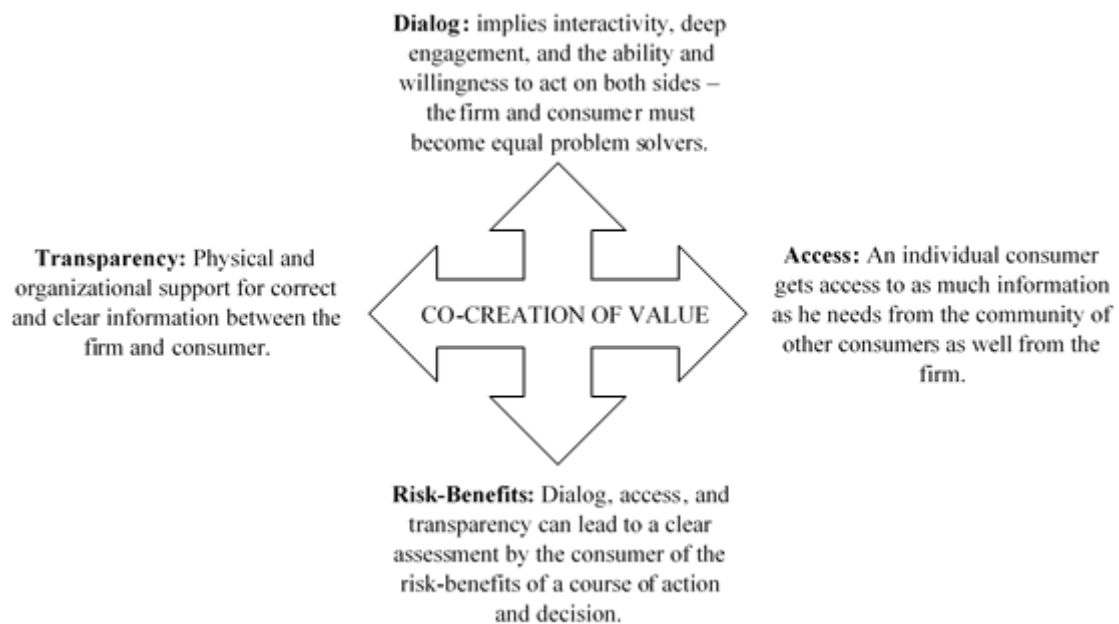 Dialog: implies interactivity, deep
engagement, and the ability and
willingness to act on both sides –
the firm and consumer must
become equal problem solvers.
Transparency: Physical and
organizational support for correct
and clear information between the
firm and consumer.
CO-CREATION OF VALUE
Access: An individual consumer
gets access to as much information
as he needs from the community of
other consumers as well from the
firm.
Risk-Benefits: Dialog, access, and
transparency can lead to a clear
assessment by the consumer of the
risk-benefits of a course of action
and decision.